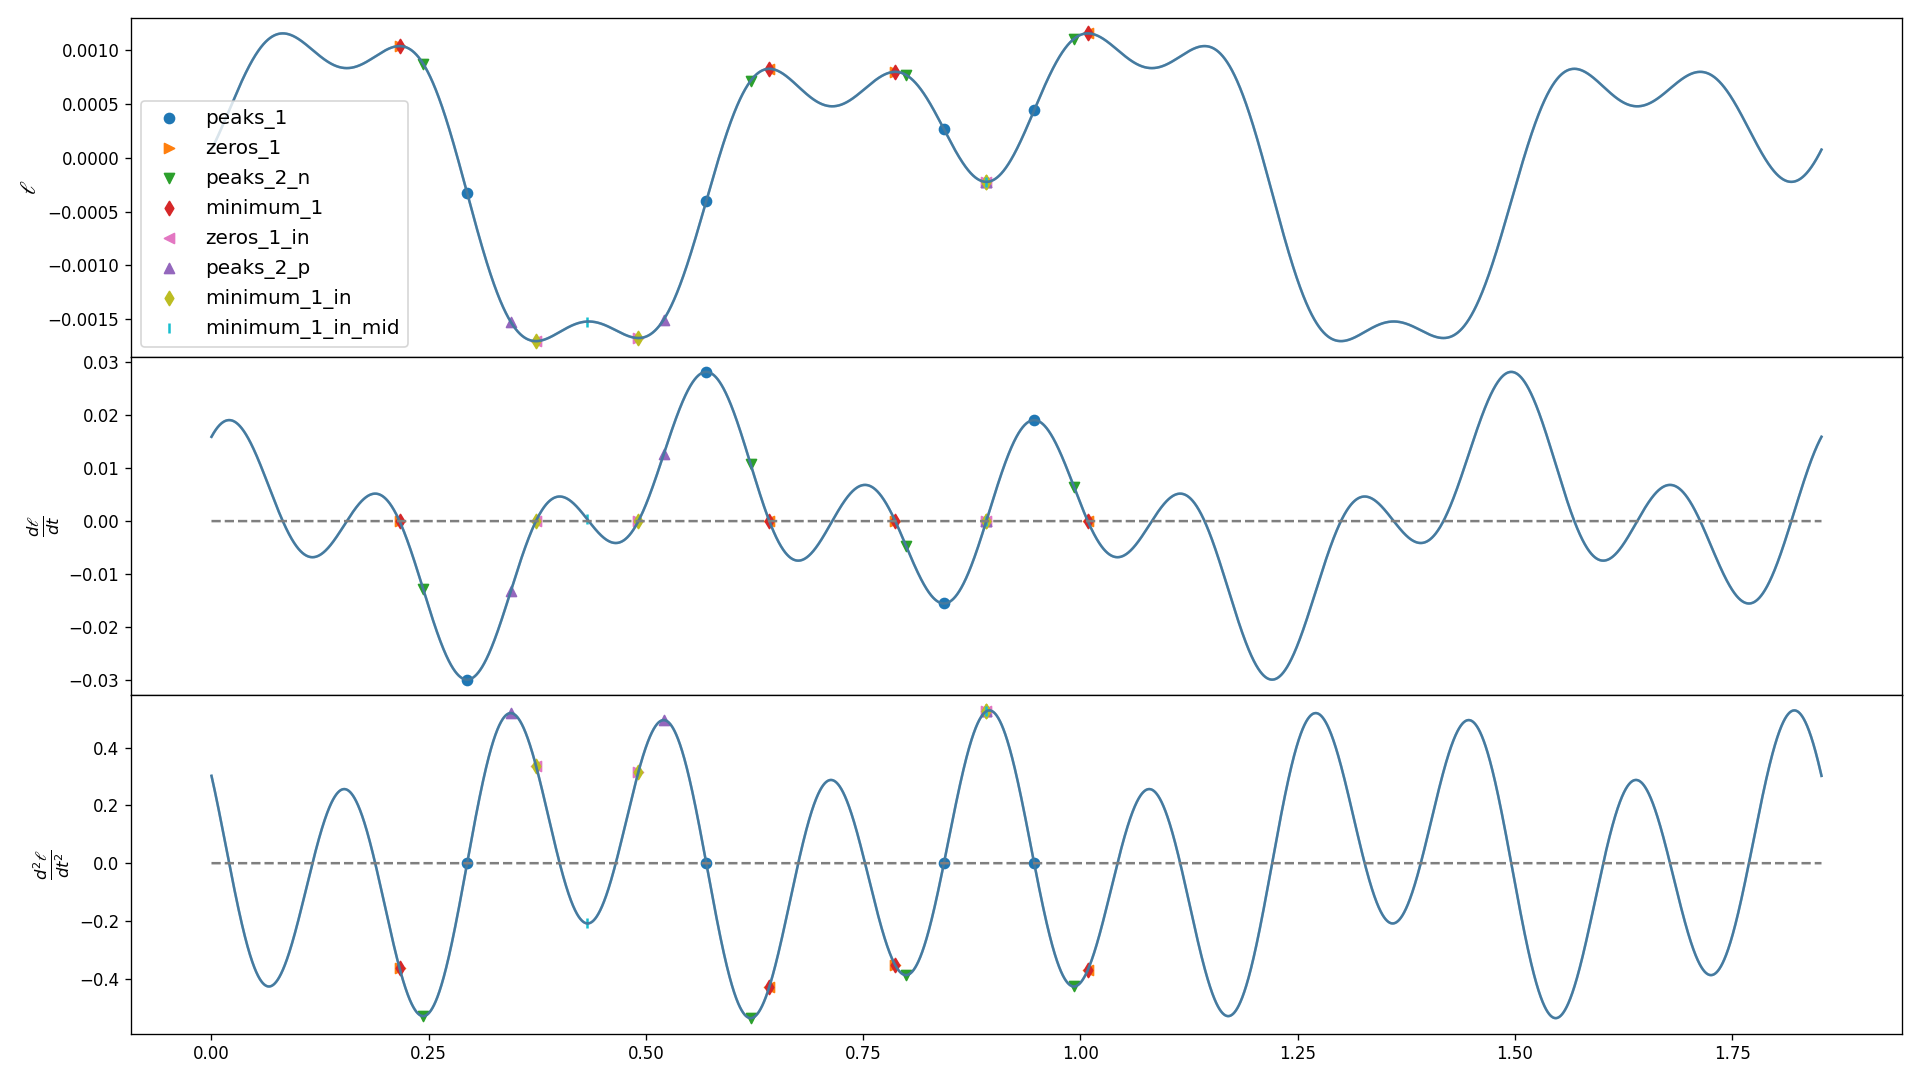 0.0010
0.0005
0.0000
−0.0005
−0.0010
−0.0015
ℓ
peaks_1
zeros_1
peaks_2_n
minimum_1
zeros_1_in
peaks_2_p
minimum_1_in
minimum_1_in_mid
0.03
0.02
0.01
0.00
−0.01
−0.02
−0.03
dℓ
dt
0.4
0.2
0.0
−0.2
−0.4
d²ℓ
dt²
0.00 0.25 0.50 0.75 1.00 1.25 1.50 1.75